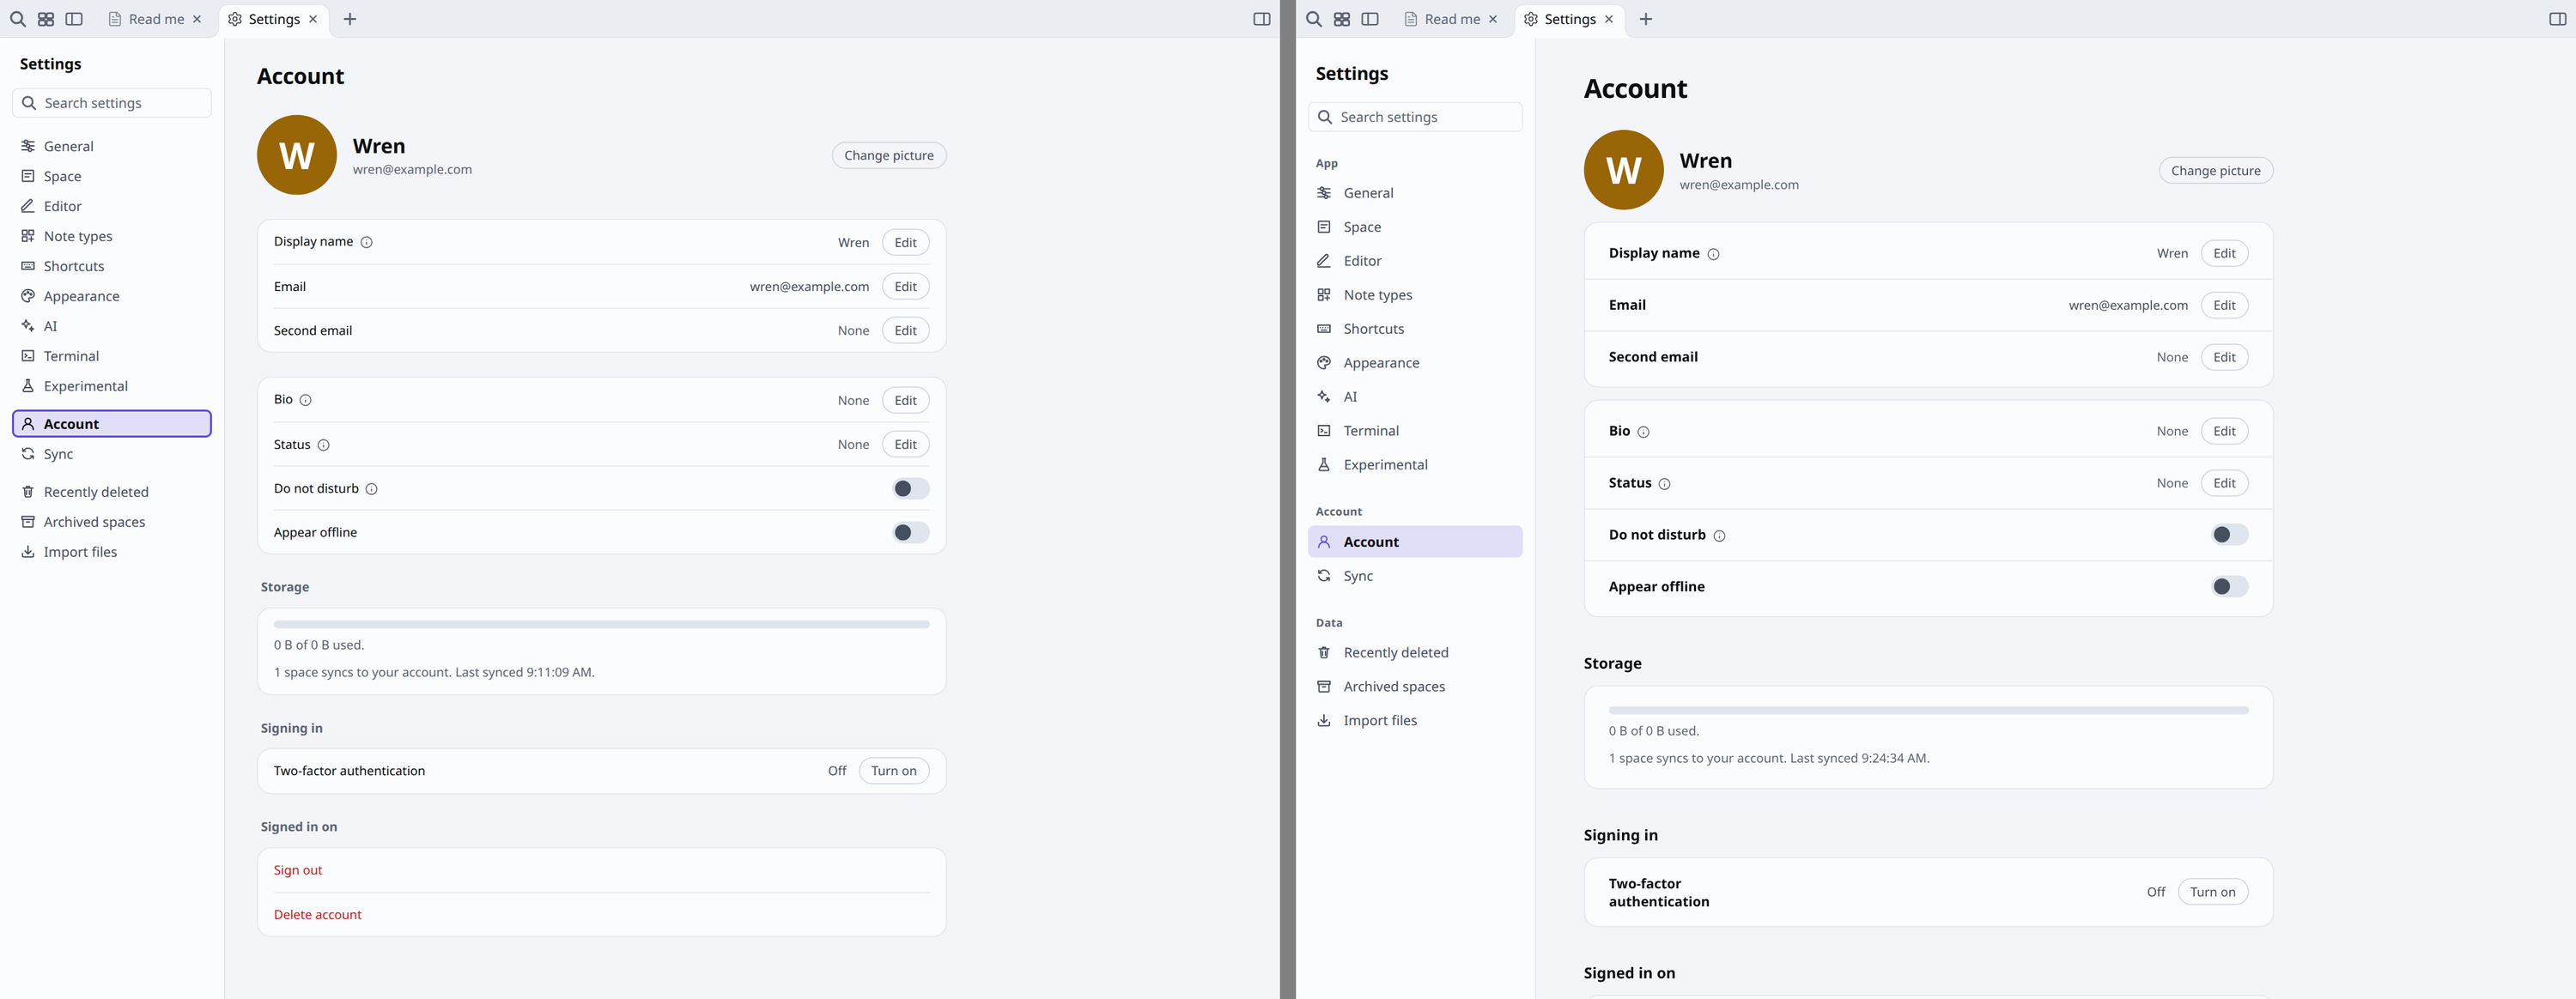 Read me
Settings
Settings
Search settings
General
Space
Editor
Note types
Shortcuts
Appearance
AI
Terminal
Experimental
Account
Sync
Recently deleted
Archived spaces
Import files
Account
W
Wren
wren@example.com
Change picture
Display name Wren Edit
Email wren@example.com Edit
Second email None Edit
Bio None Edit
Status None Edit
Do not disturb
Appear offline
Storage
0 B of 0 B used.
1 space syncs to your account. Last synced 9:11:09 AM.
Signing in
Two-factor authentication Off Turn on
Signed in on
Sign out
Delete account
Read me
Settings
Settings
Search settings
App
General
Space
Editor
Note types
Shortcuts
Appearance
AI
Terminal
Experimental
Account
Account
Sync
Data
Recently deleted
Archived spaces
Import files
Account
W
Wren
wren@example.com
Change picture
Display name Wren Edit
Email wren@example.com Edit
Second email None Edit
Bio None Edit
Status None Edit
Do not disturb
Appear offline
Storage
0 B of 0 B used.
1 space syncs to your account. Last synced 9:24:34 AM.
Signing in
Two-factor
authentication Off Turn on
Signed in on